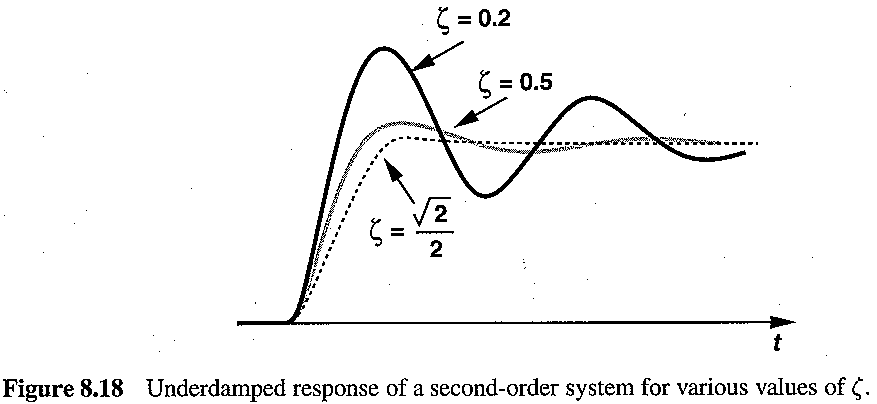 ζ = 0.2
ζ = 0.5
ζ = √2/2
t
Figure 8.18 Underdamped response of a second-order system for various values of ζ.